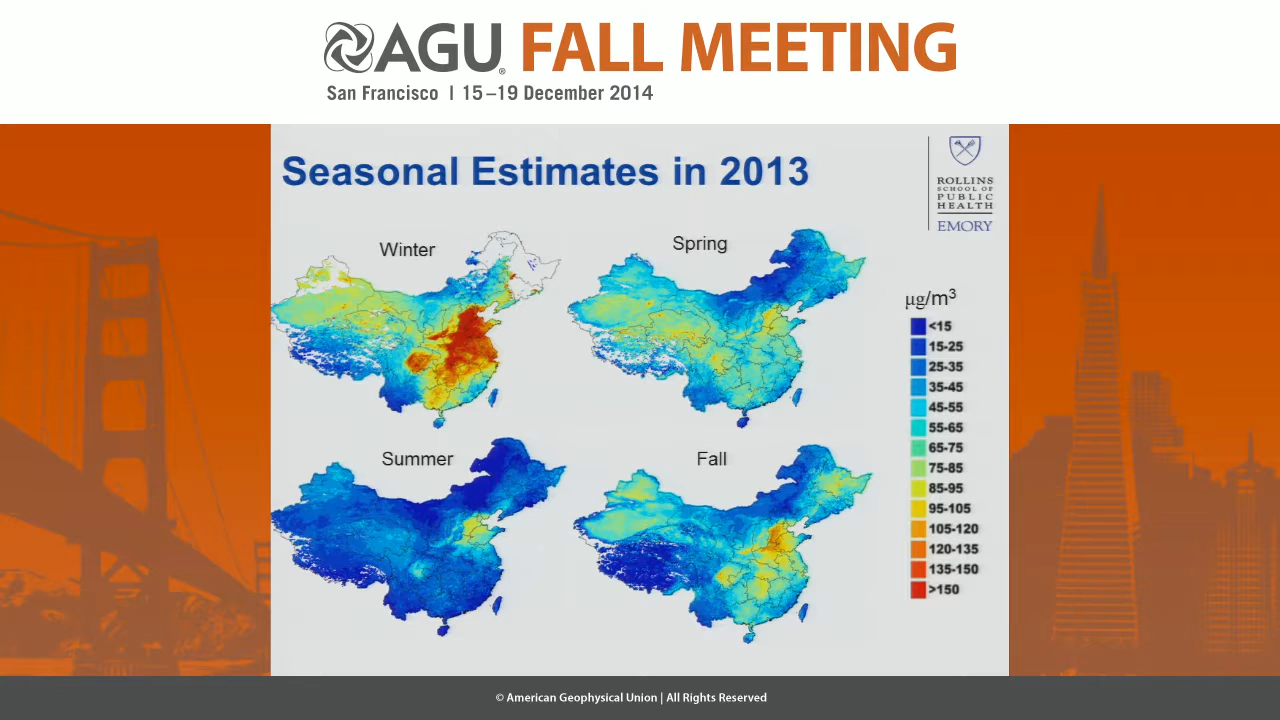 AGU® FALL MEETING
San Francisco | 15–19 December 2014
Seasonal Estimates in 2013
ROLLINS
SCHOOL OF
PUBLIC
HEALTH
EMORY
Winter
Spring
Summer
Fall
µg/m³
<15
15-25
25-35
35-45
45-55
55-65
65-75
75-85
85-95
95-105
105-120
120-135
135-150
>150
© American Geophysical Union | All Rights Reserved